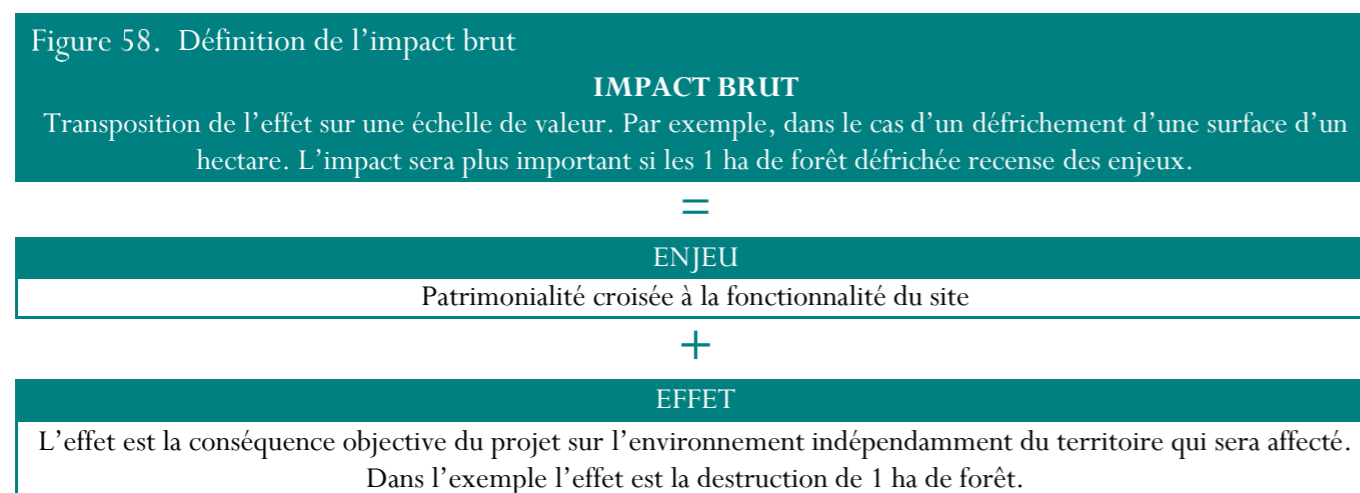 Figure 58. Définition de l’impact brut
IMPACT BRUT
Transposition de l’effet sur une échelle de valeur. Par exemple, dans le cas d’un défrichement d’une surface d’un
hectare. L’impact sera plus important si les 1 ha de forêt défrichée recense des enjeux.
=
ENJEU
Patrimonialité croisée à la fonctionnalité du site
+
EFFET
L’effet est la conséquence objective du projet sur l’environnement indépendamment du territoire qui sera affecté.
Dans l’exemple l’effet est la destruction de 1 ha de forêt.